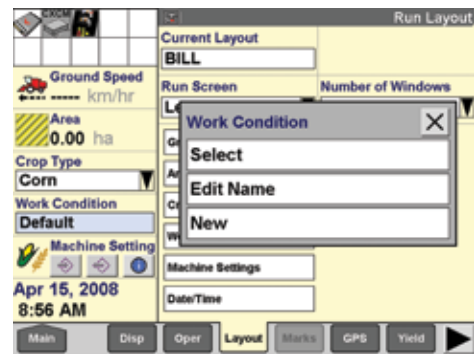 CXCM
Run Layout
Current Layout
BILL
Ground Speed
km/hr
Run Screen
Number of Windows
Work Condition
Select
Edit Name
New
Area
0.00 ha
Crop Type
Corn
Work Condition
Default
Machine Setting
Machine Settings
Apr 15, 2008
8:56 AM
Date/Time
Main
Disp
Oper
Layout
Marks
GPS
Yield